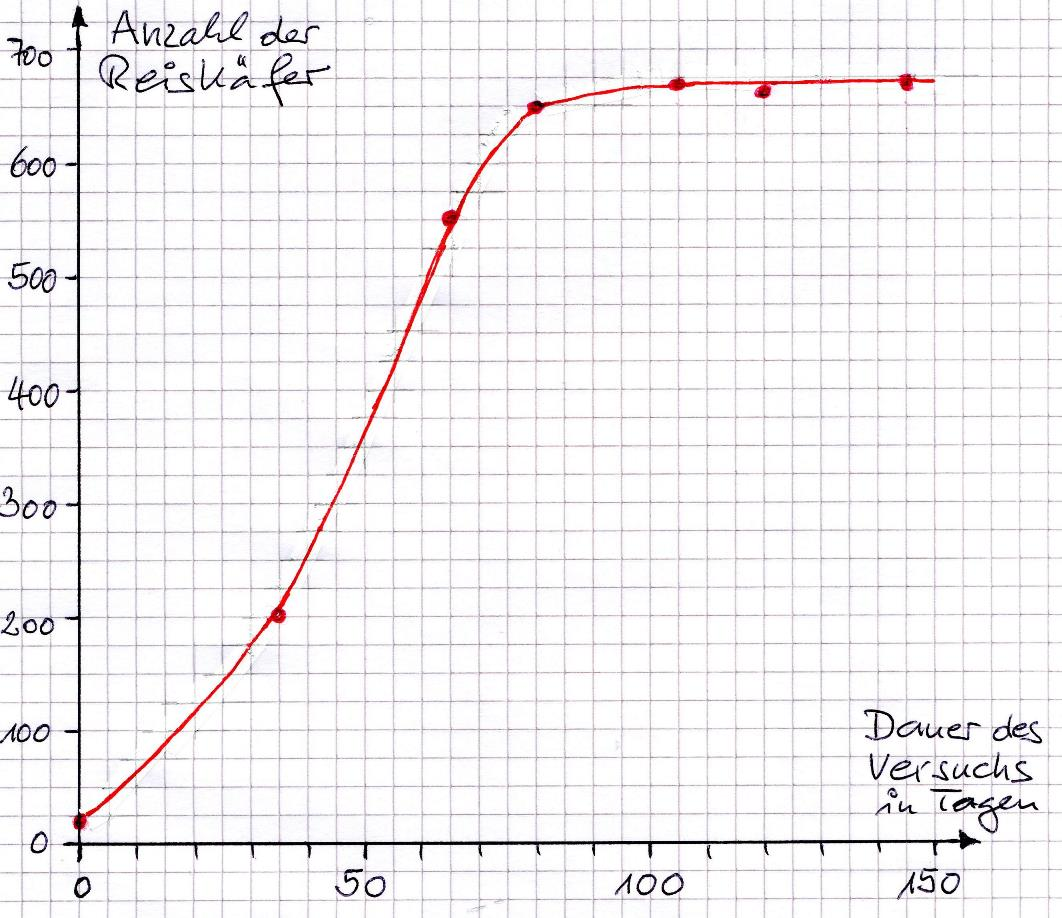 Anzahl der
Reiskäfer
700
600
500
400
300
200
100
0
Dauer des
Versuchs
in Tagen
0 50 100 150